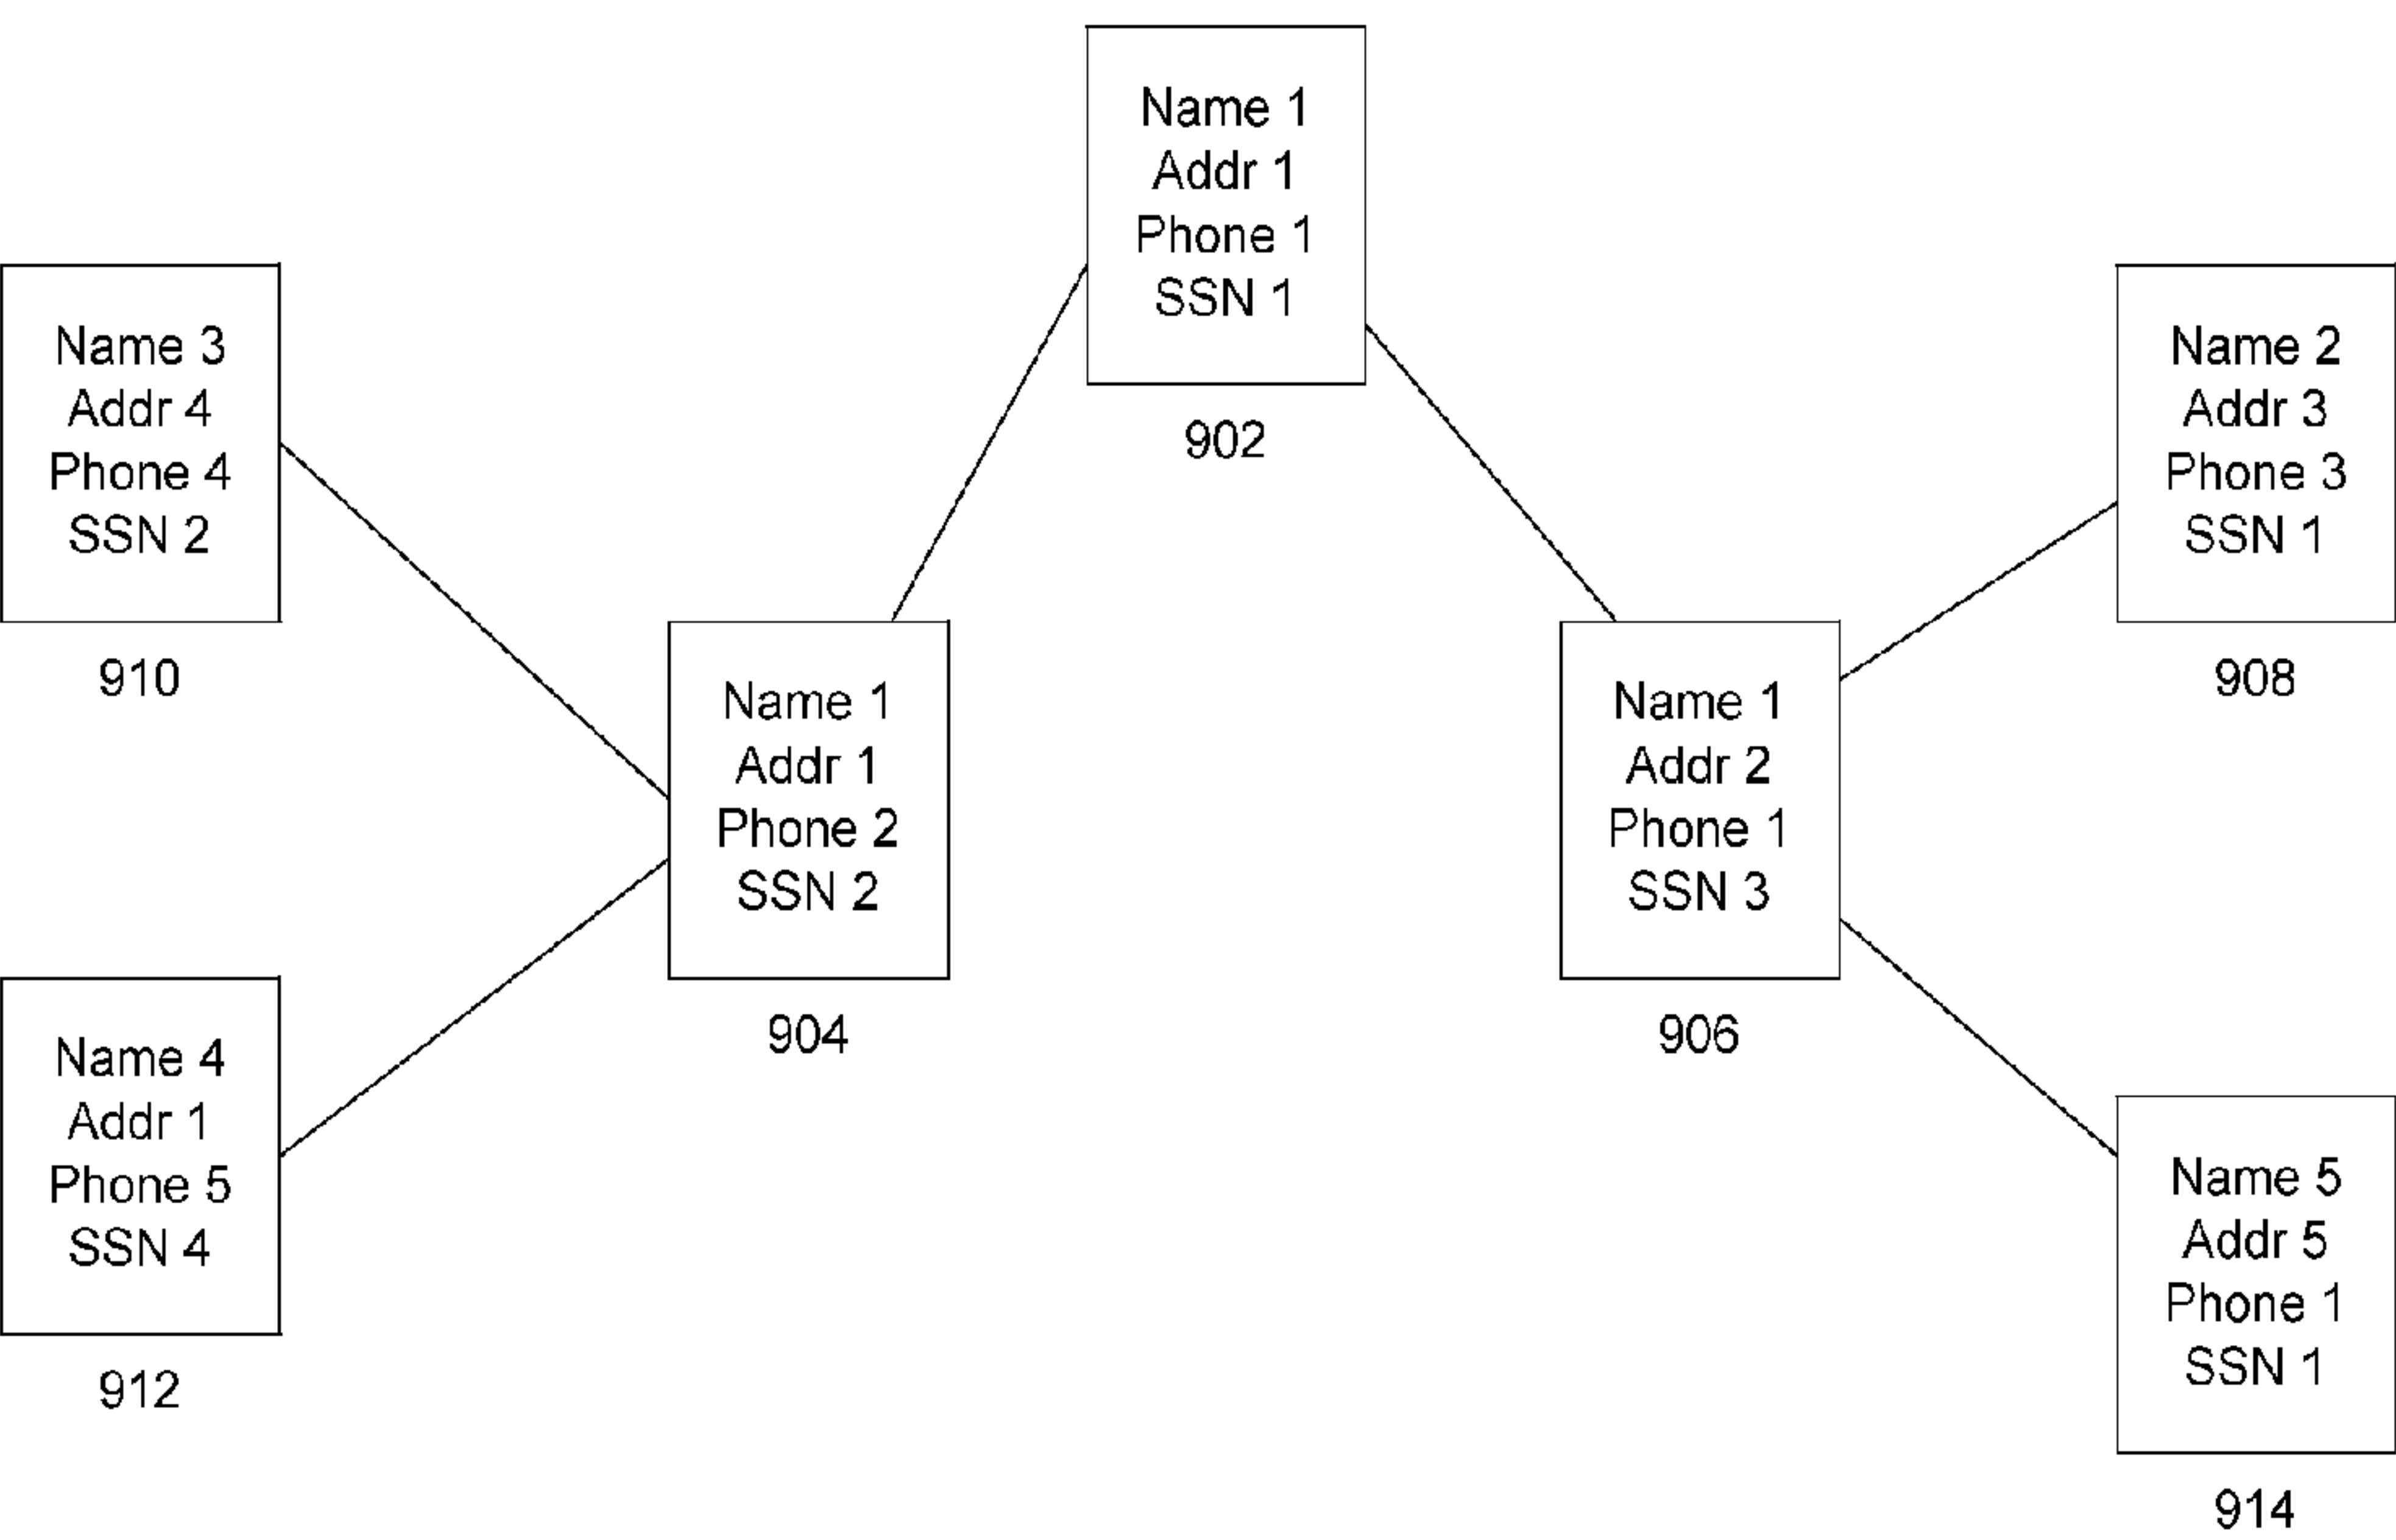 Name 1
Addr 1
Phone 1
SSN 1
902
Name 3
Addr 4
Phone 4
SSN 2
910
Name 2
Addr 3
Phone 3
SSN 1
908
Name 1
Addr 1
Phone 2
SSN 2
904
Name 1
Addr 2
Phone 1
SSN 3
906
Name 4
Addr 1
Phone 5
SSN 4
912
Name 5
Addr 5
Phone 1
SSN 1
914